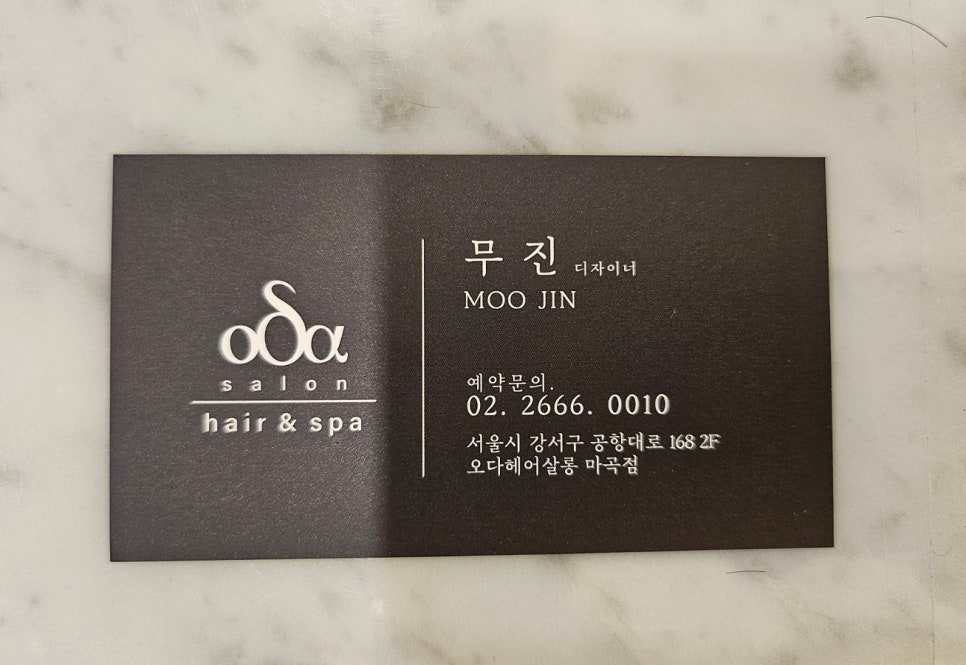 oδα
salon
hair & spa
무진 디자이너
MOO JIN
예약문의.
02. 2666. 0010
서울시 강서구 공항대로 168 2F
오다헤어살롱 마곡점